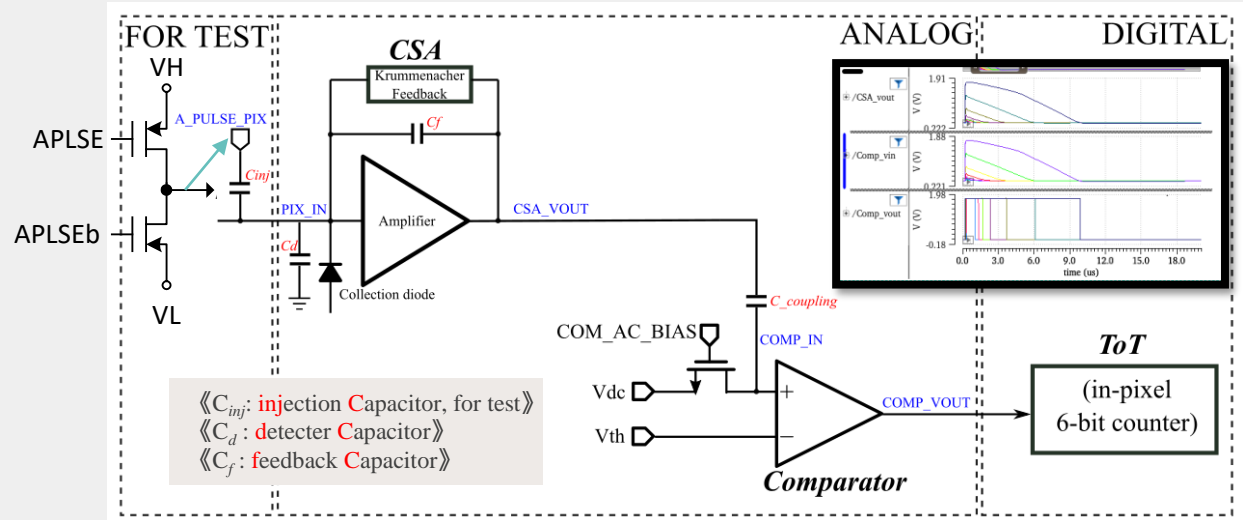 FOR TEST
ANALOG
DIGITAL
VH
APLSE
A_PULSE_PIX
Cinj
APLSEb
VL
CSA
Krummenacher
Feedback
Cf
PIX_IN
Amplifier
CSA_VOUT
Cd
Collection diode
C_coupling
COM_AC_BIAS
COMP_IN
Vdc
+
Vth
−
COMP_VOUT
Comparator
ToT
(in-pixel
6-bit counter)
/CSA_vout
V (V)
1.91
0.222
/Comp_vin
V (V)
1.88
0.221
/Comp_vout
V (V)
1.98
-0.18
0.0 3.0 6.0 9.0 12.0 15.0 18.0
time (us)
《Cinj: injection Capacitor, for test》
《Cd : detecter Capacitor》
《Cf : feedback Capacitor》